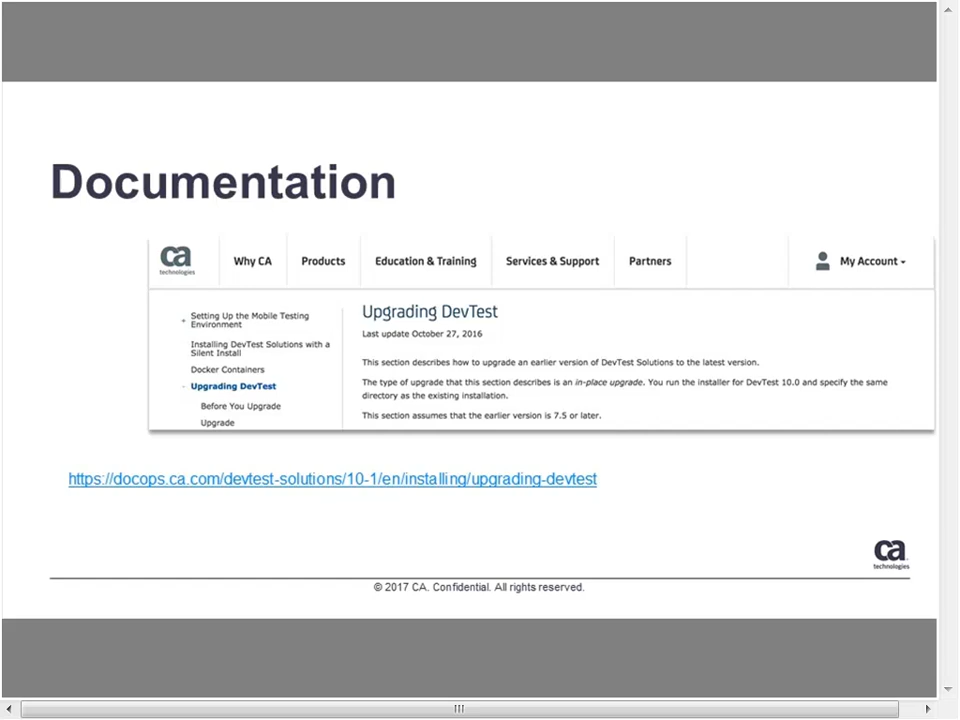 Documentation
ca
technologies
Why CA
Products
Education & Training
Services & Support
Partners
My Account
Setting Up the Mobile Testing
Environment
Installing DevTest Solutions with a
Silent Install
Docker Containers
Upgrading DevTest
Before You Upgrade
Upgrade
Upgrading DevTest
Last update October 27, 2016
This section describes how to upgrade an earlier version of DevTest Solutions to the latest version.
The type of upgrade that this section describes is an in-place upgrade. You run the installer for DevTest 10.0 and specify the same
directory as the existing installation.
This section assumes that the earlier version is 7.5 or later.
https://docops.ca.com/devtest-solutions/10-1/en/installing/upgrading-devtest
ca
technologies
© 2017 CA. Confidential. All rights reserved.